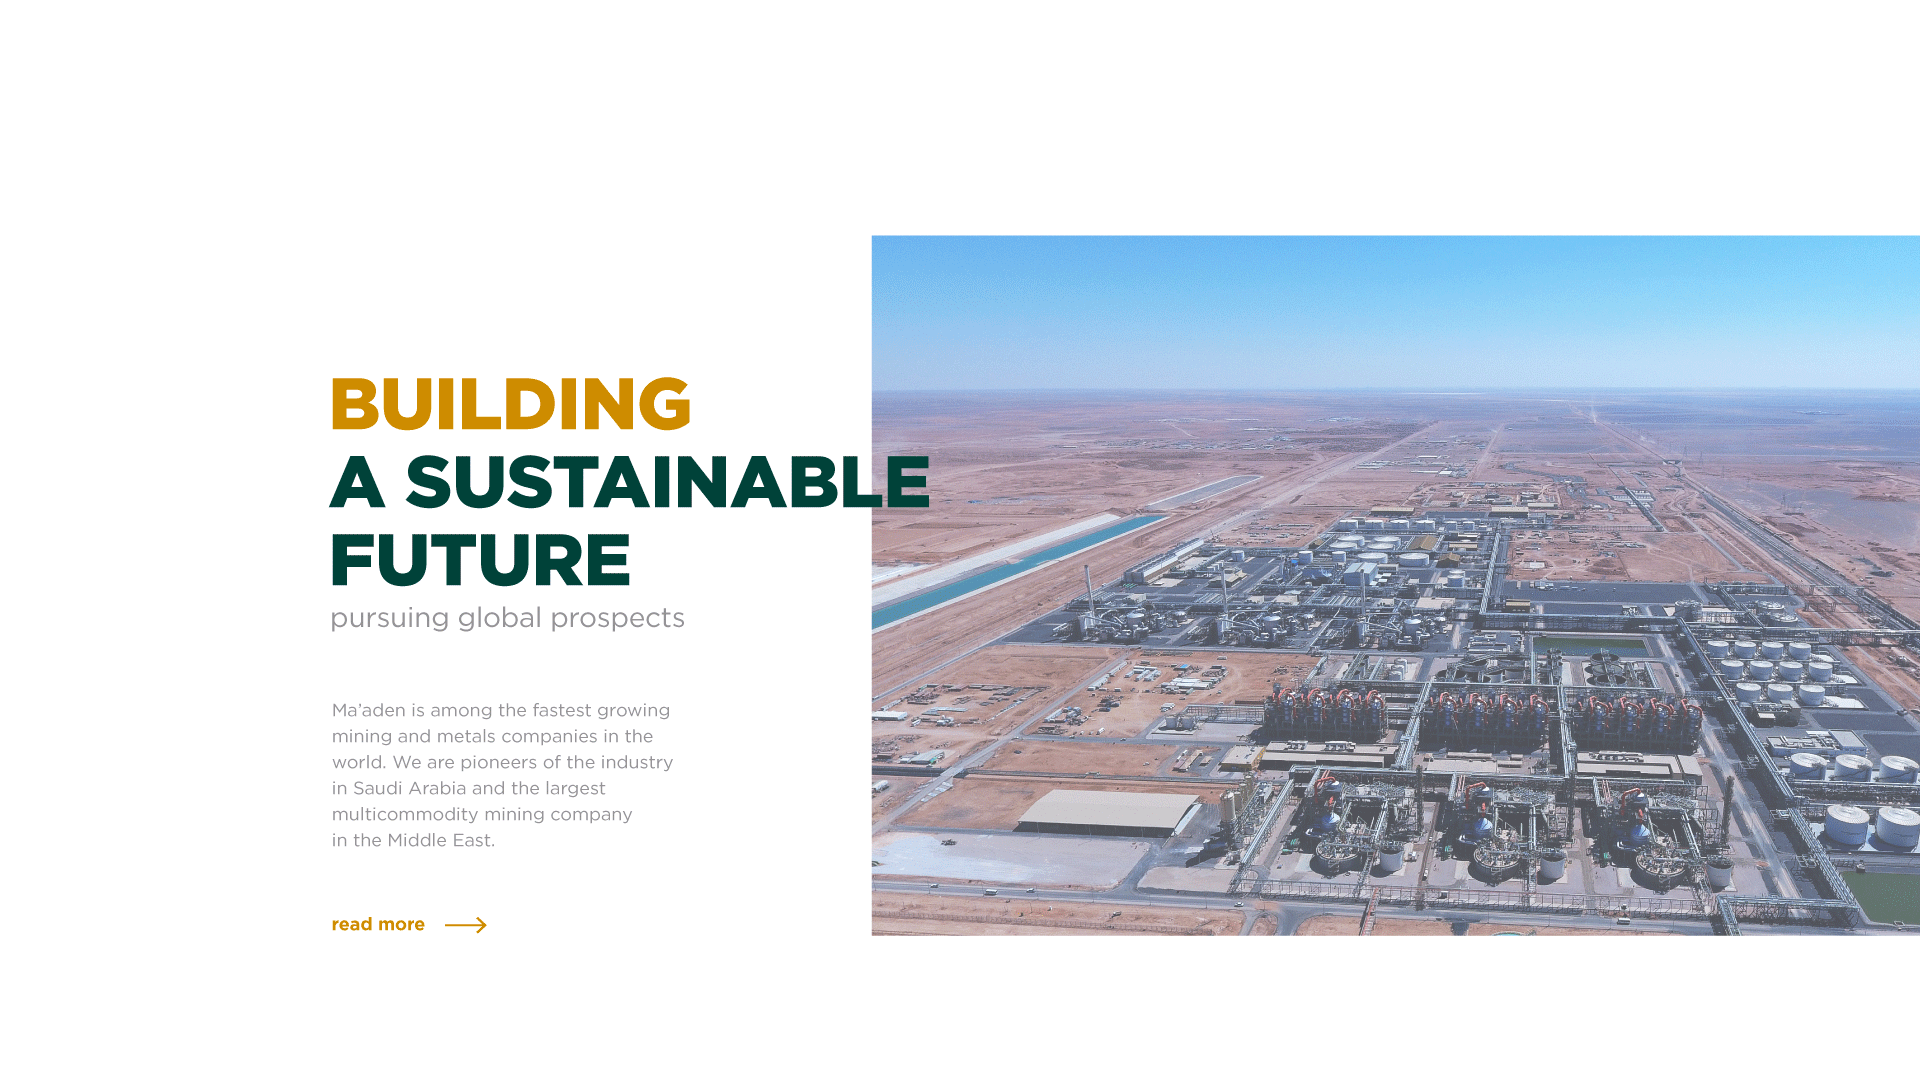 BUILDING
A SUSTAINABLE
FUTURE
pursuing global prospects
Ma’aden is among the fastest growing
mining and metals companies in the
world. We are pioneers of the industry
in Saudi Arabia and the largest
multicommodity mining company
in the Middle East.
read more